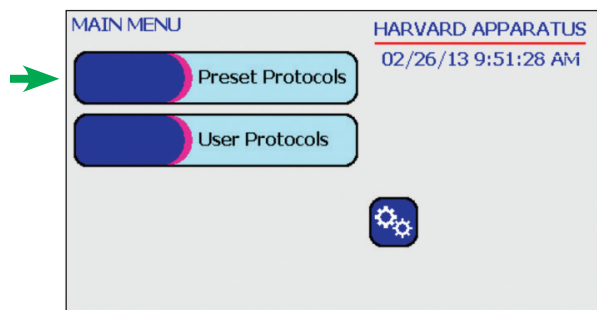 MAIN MENU
HARVARD APPARATUS
02/26/13 9:51:28 AM
Preset Protocols
User Protocols